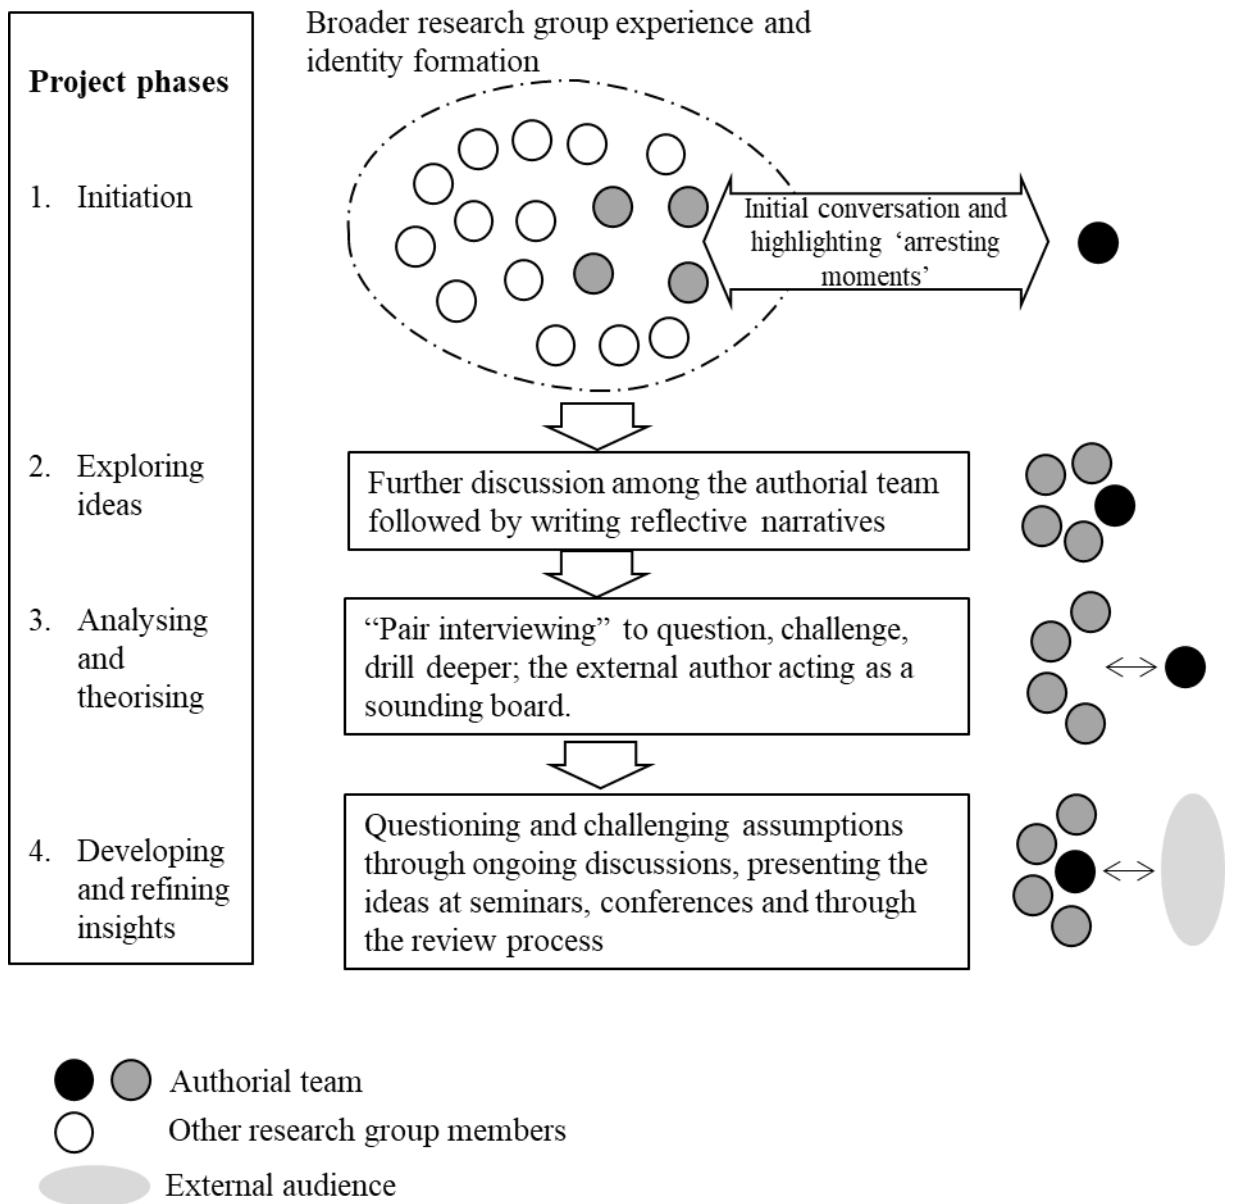 Broader research group experience and
identity formation
Project phases
1. Initiation
Initial conversation and
highlighting ‘arresting
moments’
2. Exploring
ideas
Further discussion among the authorial team
followed by writing reflective narratives
3. Analysing
and
theorising
“Pair interviewing” to question, challenge,
drill deeper; the external author acting as a
sounding board.
4. Developing
and refining
insights
Questioning and challenging assumptions
through ongoing discussions, presenting the
ideas at seminars, conferences and through
the review process
Authorial team
Other research group members
External audience